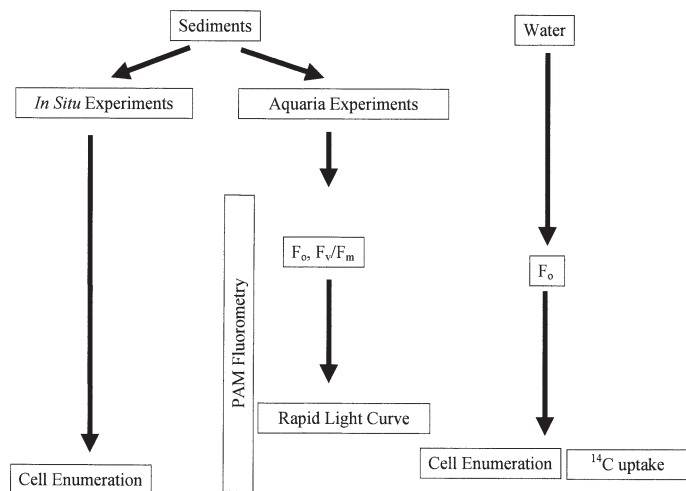 Sediments
Water
In Situ Experiments
Aquaria Experiments
PAM Fluorometry
Fₒ, Fᵥ/Fₘ
Fₒ
Rapid Light Curve
Cell Enumeration
Cell Enumeration
¹⁴C uptake